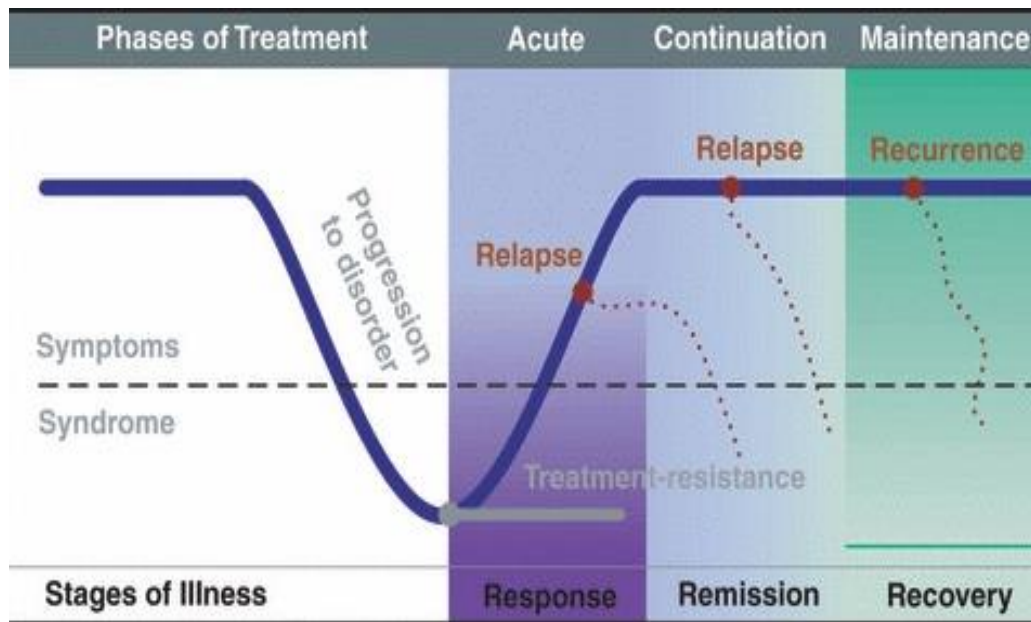 Phases of Treatment Acute Continuation Maintenance
Relapse Recurrence
Progression
to disorder
Relapse
Symptoms
Syndrome
Treatment-resistance
Stages of Illness Response Remission Recovery